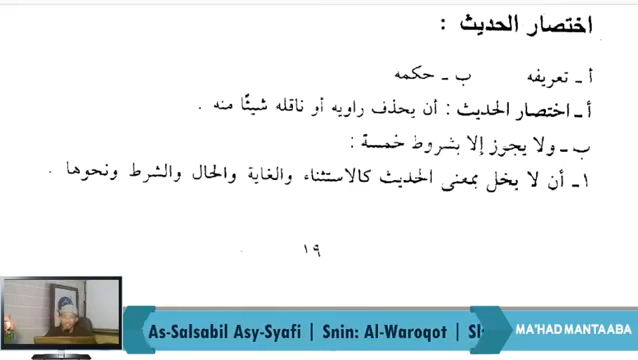 اختصار الحديث :
أ ـ تعريفه ب ـ حكمه
أ ـ اختصار الحديث : أن يحذف راويه أو ناقله شيئًا منه .
ب ـ ولا يجوز إلا بشروط خمسة :
١ ـ أن لا يخل بمعنى الحديث كالاستثناء والغاية والحال والشرط ونحوها .
١٩
As-Salsabil Asy-Syafi | Snin: Al-Waroqot |
MA'HAD MANTAABA